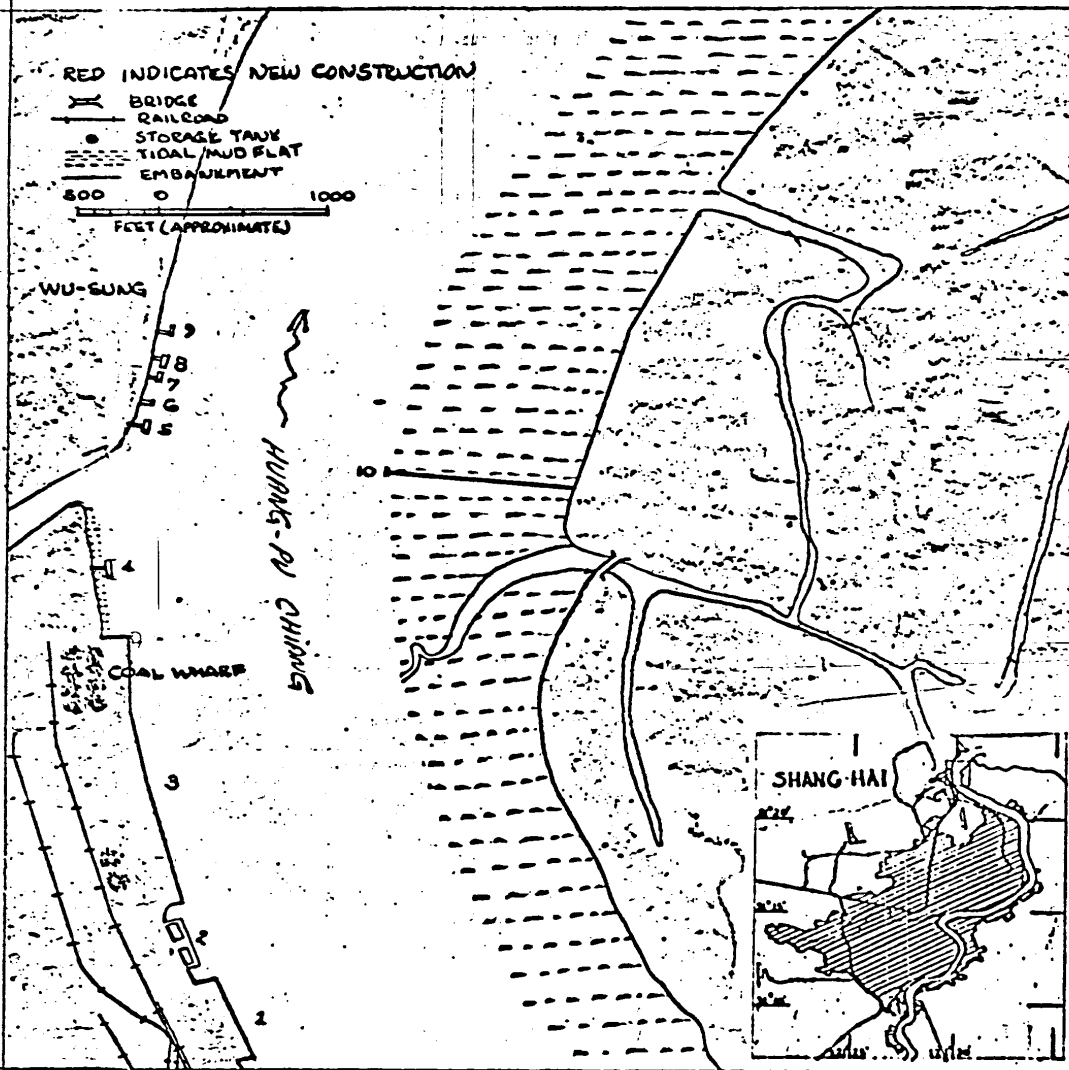 RED INDICATES NEW CONSTRUCTION
BRIDGE
RAILROAD
STORAGE TANK
TIDAL MUD FLAT
EMBANKMENT
500 0 1000
FEET (APPROXIMATE)
WU-SUNG
9
8
7
6
5
10
HUANG-PU CHIANG
4
COAL WHARF
3
2
1
SHANG-HAI